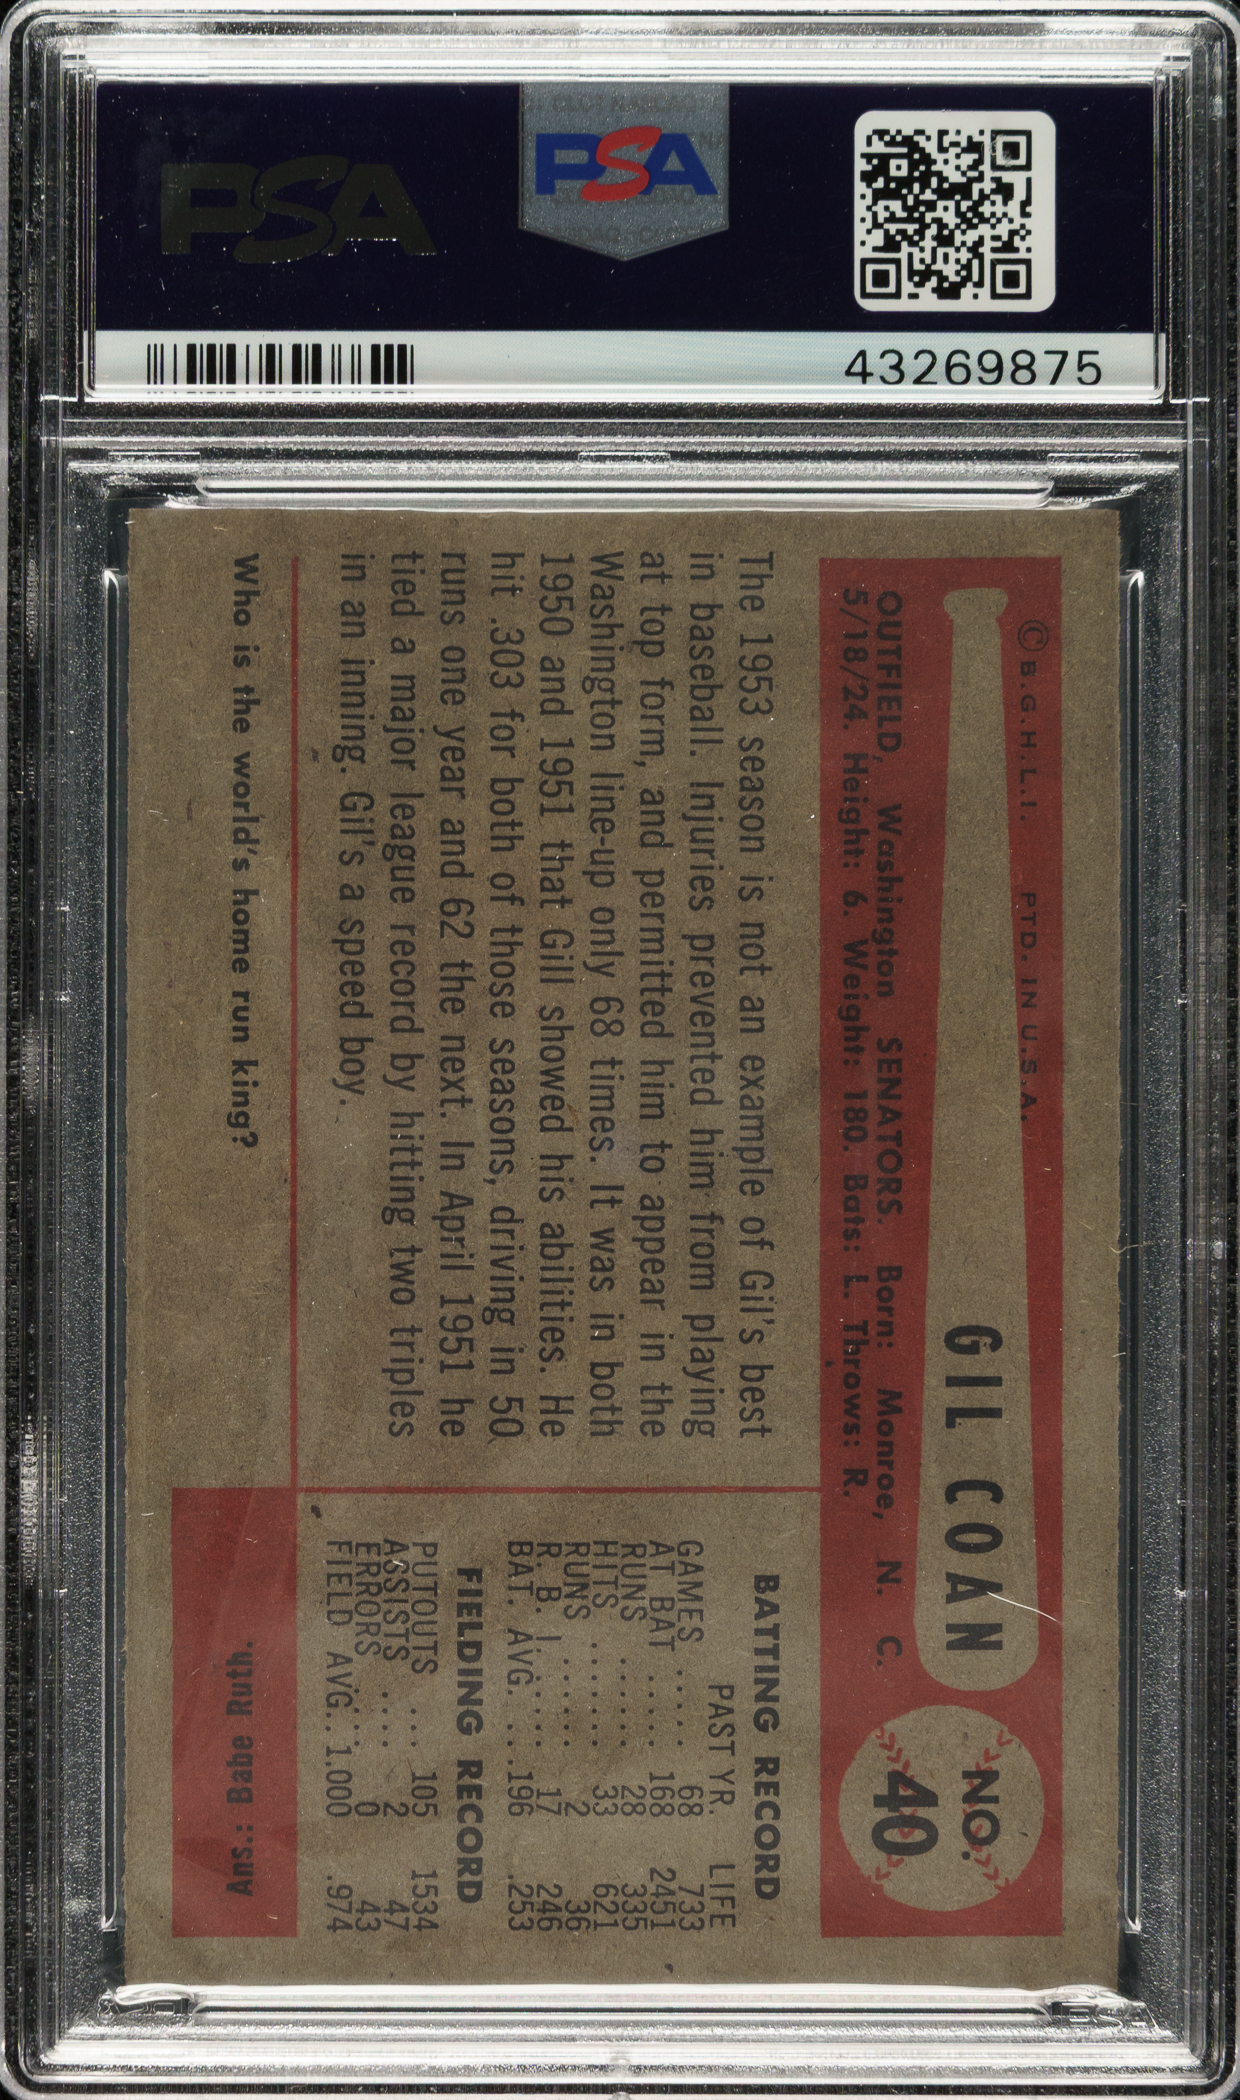 PSA
PSA
43269875
© B.G.H.L.I. PTD. IN U.S.A.
GIL COAN
NO.
40
OUTFIELD, Washington SENATORS. Born: Monroe, N. C.
5/18/24. Height: 6. Weight: 180. Bats: L. Throws: R.
The 1953 season is not an example of Gil's best
in baseball. Injuries prevented him from playing
at top form, and permitted him to appear in the
Washington line-up only 68 times. It was in both
1950 and 1951 that Gill showed his abilities. He
hit .303 for both of those seasons, driving in 50
runs one year and 62 the next. In April 1951 he
tied a major league record by hitting two triples
in an inning. Gil's a speed boy.
BATTING RECORD
PAST YR. LIFE
GAMES .... 68 733
AT BAT .... 168 2451
RUNS ...... 28 335
HITS ...... 33 621
RUNS ...... 2 36
R. B. I. .... 17 246
BAT. AVG. ...196 .253
FIELDING RECORD
PUTOUTS ... 105 1534
ASSISTS .... 2 47
ERRORS .... 0 43
FIELD AVG.. 1.000 .974
Who is the world's home run king?
Ans.: Babe Ruth.